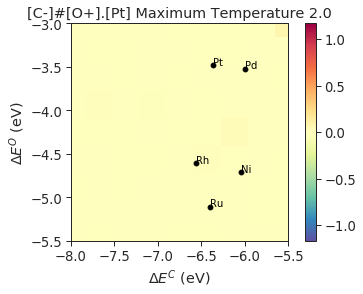 [C-]#[O+].[Pt] Maximum Temperature 2.0
-3.0
-3.5
-4.0
-4.5
-5.0
-5.5
ΔE^O (eV)
Pt
Pd
Rh
Ni
Ru
-8.0 -7.5 -7.0 -6.5 -6.0 -5.5
ΔE^C (eV)
1.0
0.5
0.0
-0.5
-1.0